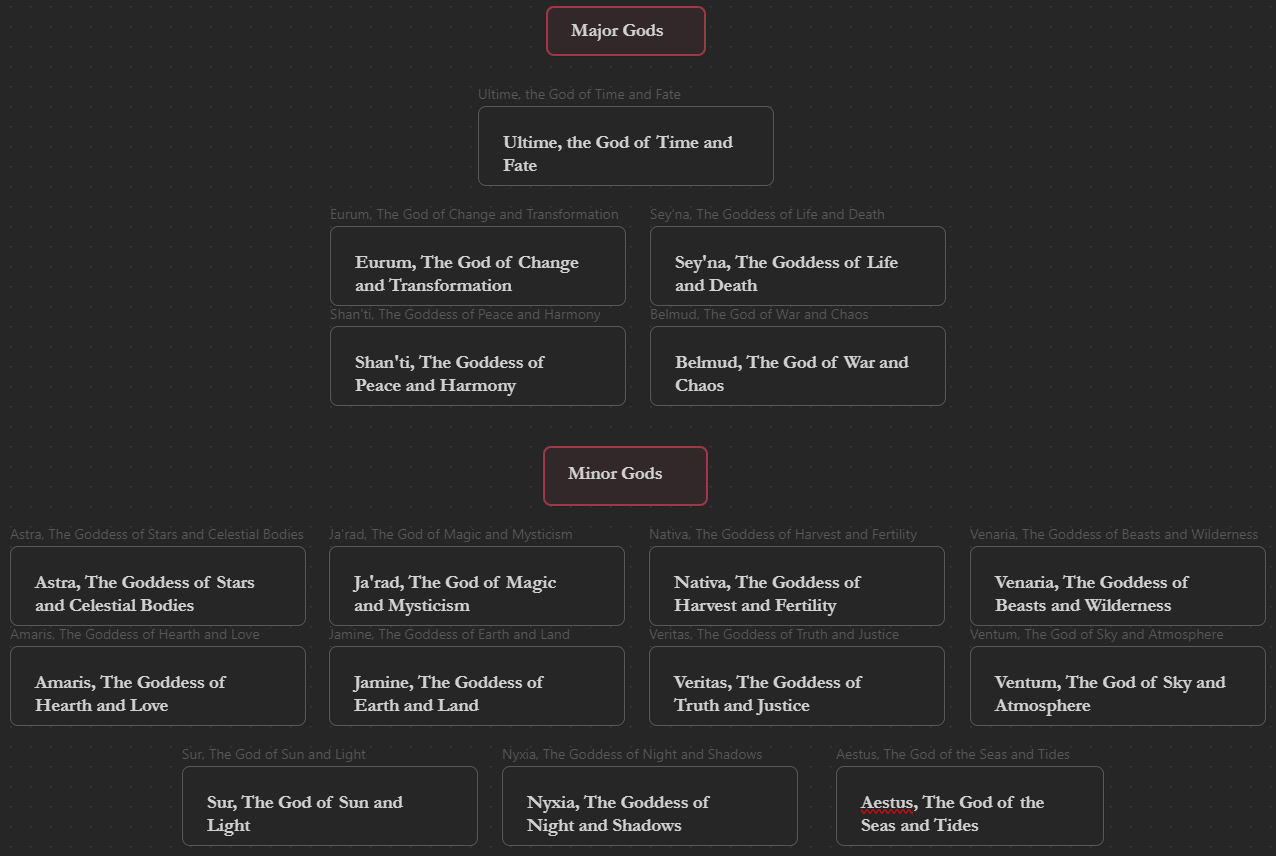 Major Gods
Ultime, the God of Time and Fate
Ultime, the God of Time and
Fate
Eurum, The God of Change and Transformation
Sey'na, The Goddess of Life and Death
Eurum, The God of Change
and Transformation
Sey'na, The Goddess of Life
and Death
Shan'ti, The Goddess of Peace and Harmony
Belmud, The God of War and Chaos
Shan'ti, The Goddess of
Peace and Harmony
Belmud, The God of War and
Chaos
Minor Gods
Astra, The Goddess of Stars and Celestial Bodies
Ja'rad, The God of Magic and Mysticism
Nativa, The Goddess of Harvest and Fertility
Venaria, The Goddess of Beasts and Wilderness
Astra, The Goddess of Stars
and Celestial Bodies
Ja'rad, The God of Magic
and Mysticism
Nativa, The Goddess of
Harvest and Fertility
Venaria, The Goddess of
Beasts and Wilderness
Amaris, The Goddess of Hearth and Love
Jamine, The Goddess of Earth and Land
Veritas, The Goddess of Truth and Justice
Ventum, The God of Sky and Atmosphere
Amaris, The Goddess of
Hearth and Love
Jamine, The Goddess of
Earth and Land
Veritas, The Goddess of
Truth and Justice
Ventum, The God of Sky and
Atmosphere
Sur, The God of Sun and Light
Nyxia, The Goddess of Night and Shadows
Aestus, The God of the Seas and Tides
Sur, The God of Sun and
Light
Nyxia, The Goddess of
Night and Shadows
Aestus, The God of the
Seas and Tides